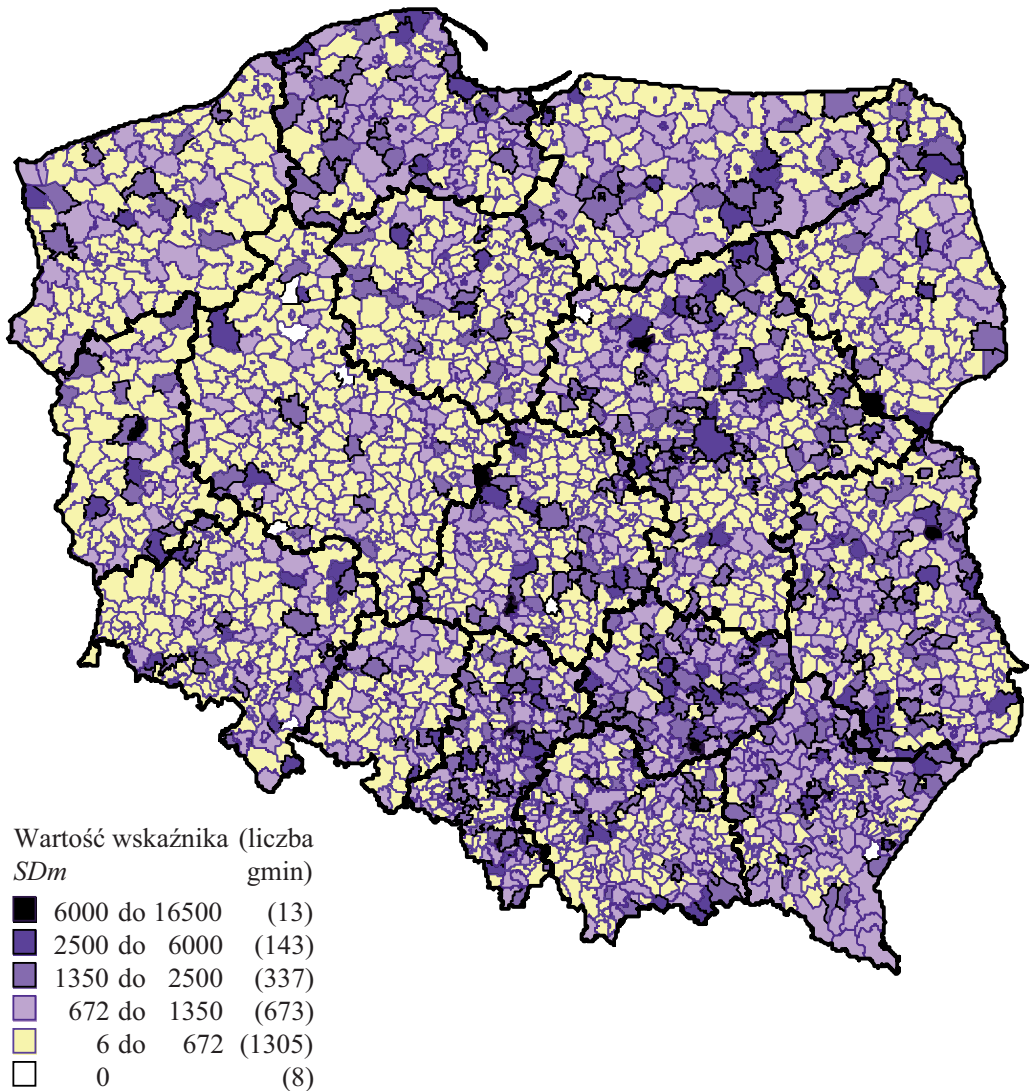 Wartość wskaźnika (liczba
SDm gmin)
6000 do 16500 (13)
2500 do 6000 (143)
1350 do 2500 (337)
672 do 1350 (673)
6 do 672 (1305)
0 (8)